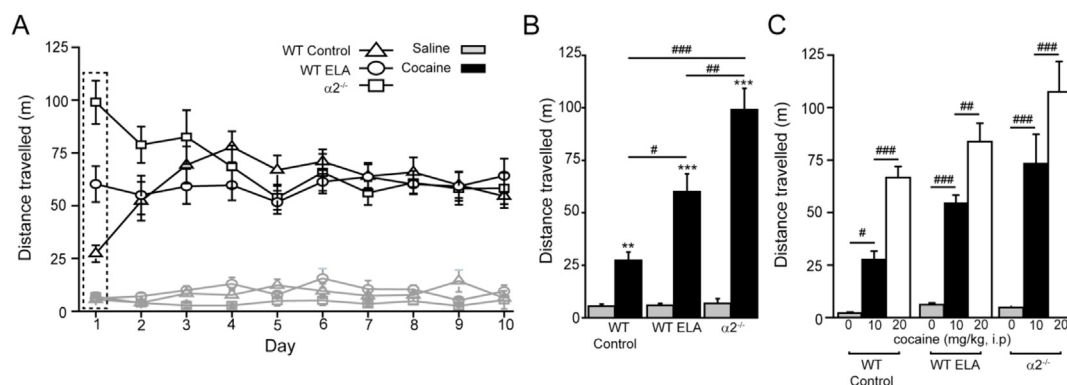 A
WT Control
WT ELA
α2⁻/⁻
Saline
Cocaine
Distance travelled (m)
125
100
75
50
25
0
1 2 3 4 5 6 7 8 9 10
Day
B
Distance travelled (m)
125
100
75
50
25
0
###
##
#
**
***
***
WT
Control
WT ELA
α2⁻/⁻
C
Distance travelled (m)
125
100
75
50
25
0
#
###
###
##
###
###
0 10 20 0 10 20 0 10 20
cocaine (mg/kg, i.p)
WT
Control
WT ELA
α2⁻/⁻